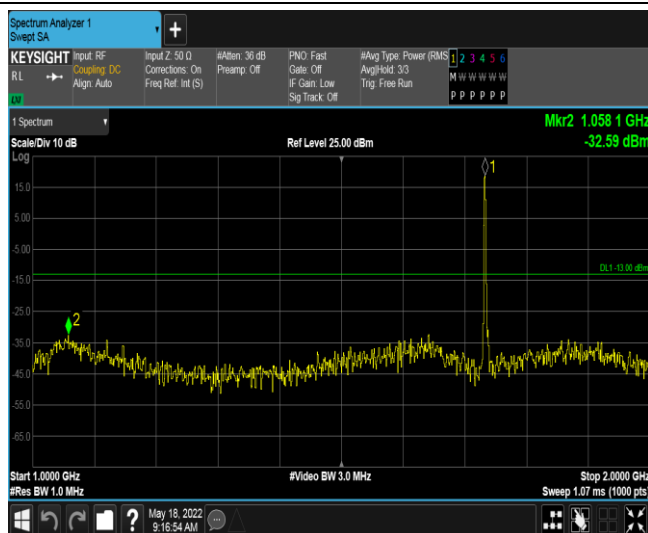 Spectrum Analyzer 1
Swept SA
+
KEYSIGHT
RL
Input: RF
Coupling: DC
Align: Auto
Input Z: 50 Ω
Corrections: On
Freq Ref: Int (S)
#Atten: 36 dB
Preamp: Off
PNO: Fast
Gate: Off
IF Gain: Low
Sig Track: Off
#Avg Type: Power (RMS
Avg|Hold: 3/3
Trig: Free Run
1 2 3 4 5 6
M W W W W W
P P P P P P
1 Spectrum
Mkr2 1.058 1 GHz
Scale/Div 10 dB
Ref Level 25.00 dBm
-32.59 dBm
Log
1
15.0
5.00
-5.00
DL1 -13.00 dBm
-15.0
-25.0
2
-35.0
-45.0
-55.0
-65.0
Start 1.0000 GHz
#Video BW 3.0 MHz
Stop 2.0000 GHz
#Res BW 1.0 MHz
Sweep 1.07 ms (1000 pts)
?
May 18, 2022
9:16:54 AM